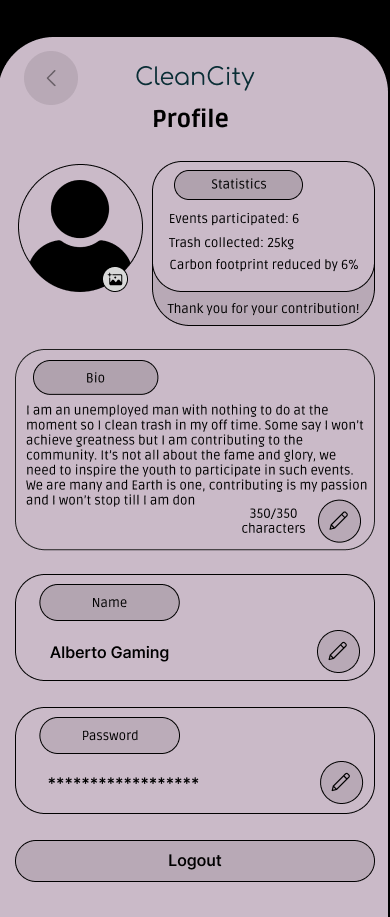 CleanCity
Profile
Statistics
Events participated: 6
Trash collected: 25kg
Carbon footprint reduced by 6%
Thank you for your contribution!
Bio
I am an unemployed man with nothing to do at the
moment so I clean trash in my off time. Some say I won't
achieve greatness but I am contributing to the
community. It's not all about the fame and glory, we
need to inspire the youth to participate in such events.
We are many and Earth is one, contributing is my passion
and I won't stop till I am don
350/350
characters
Name
Alberto Gaming
Password
******************
Logout